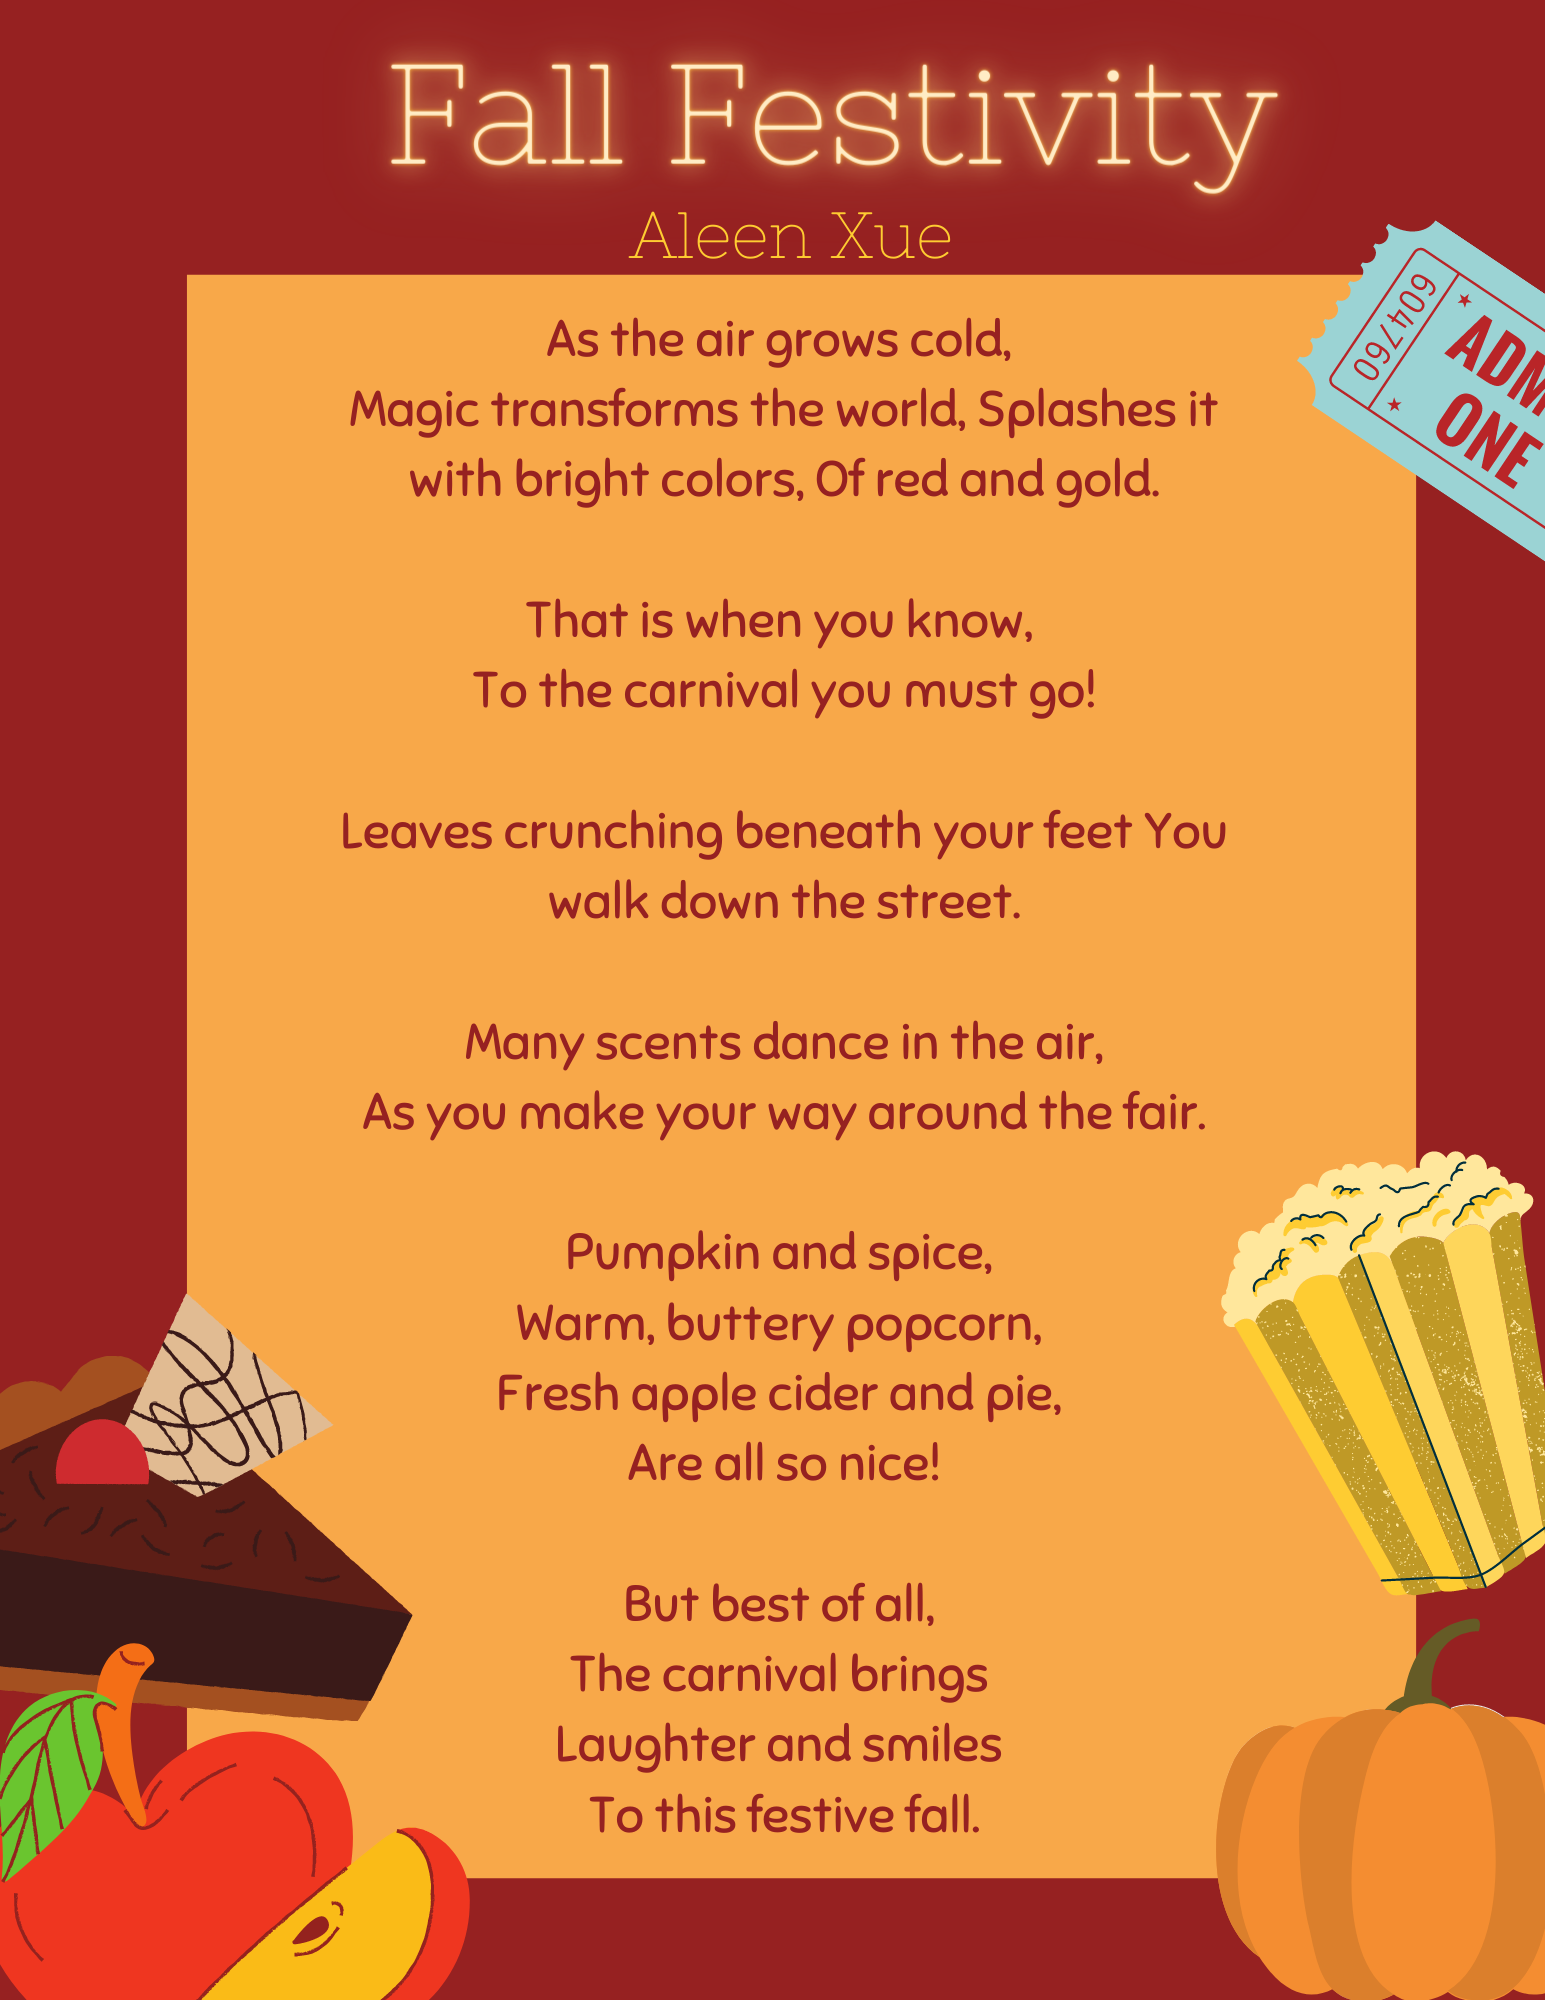 Fall Festivity
Aleen Xue
As the air grows cold,
Magic transforms the world, Splashes it
with bright colors, Of red and gold.
That is when you know,
To the carnival you must go!
Leaves crunching beneath your feet You
walk down the street.
Many scents dance in the air,
As you make your way around the fair.
Pumpkin and spice,
Warm, buttery popcorn,
Fresh apple cider and pie,
Are all so nice!
But best of all,
The carnival brings
Laughter and smiles
To this festive fall.
604760
ADM
ONE